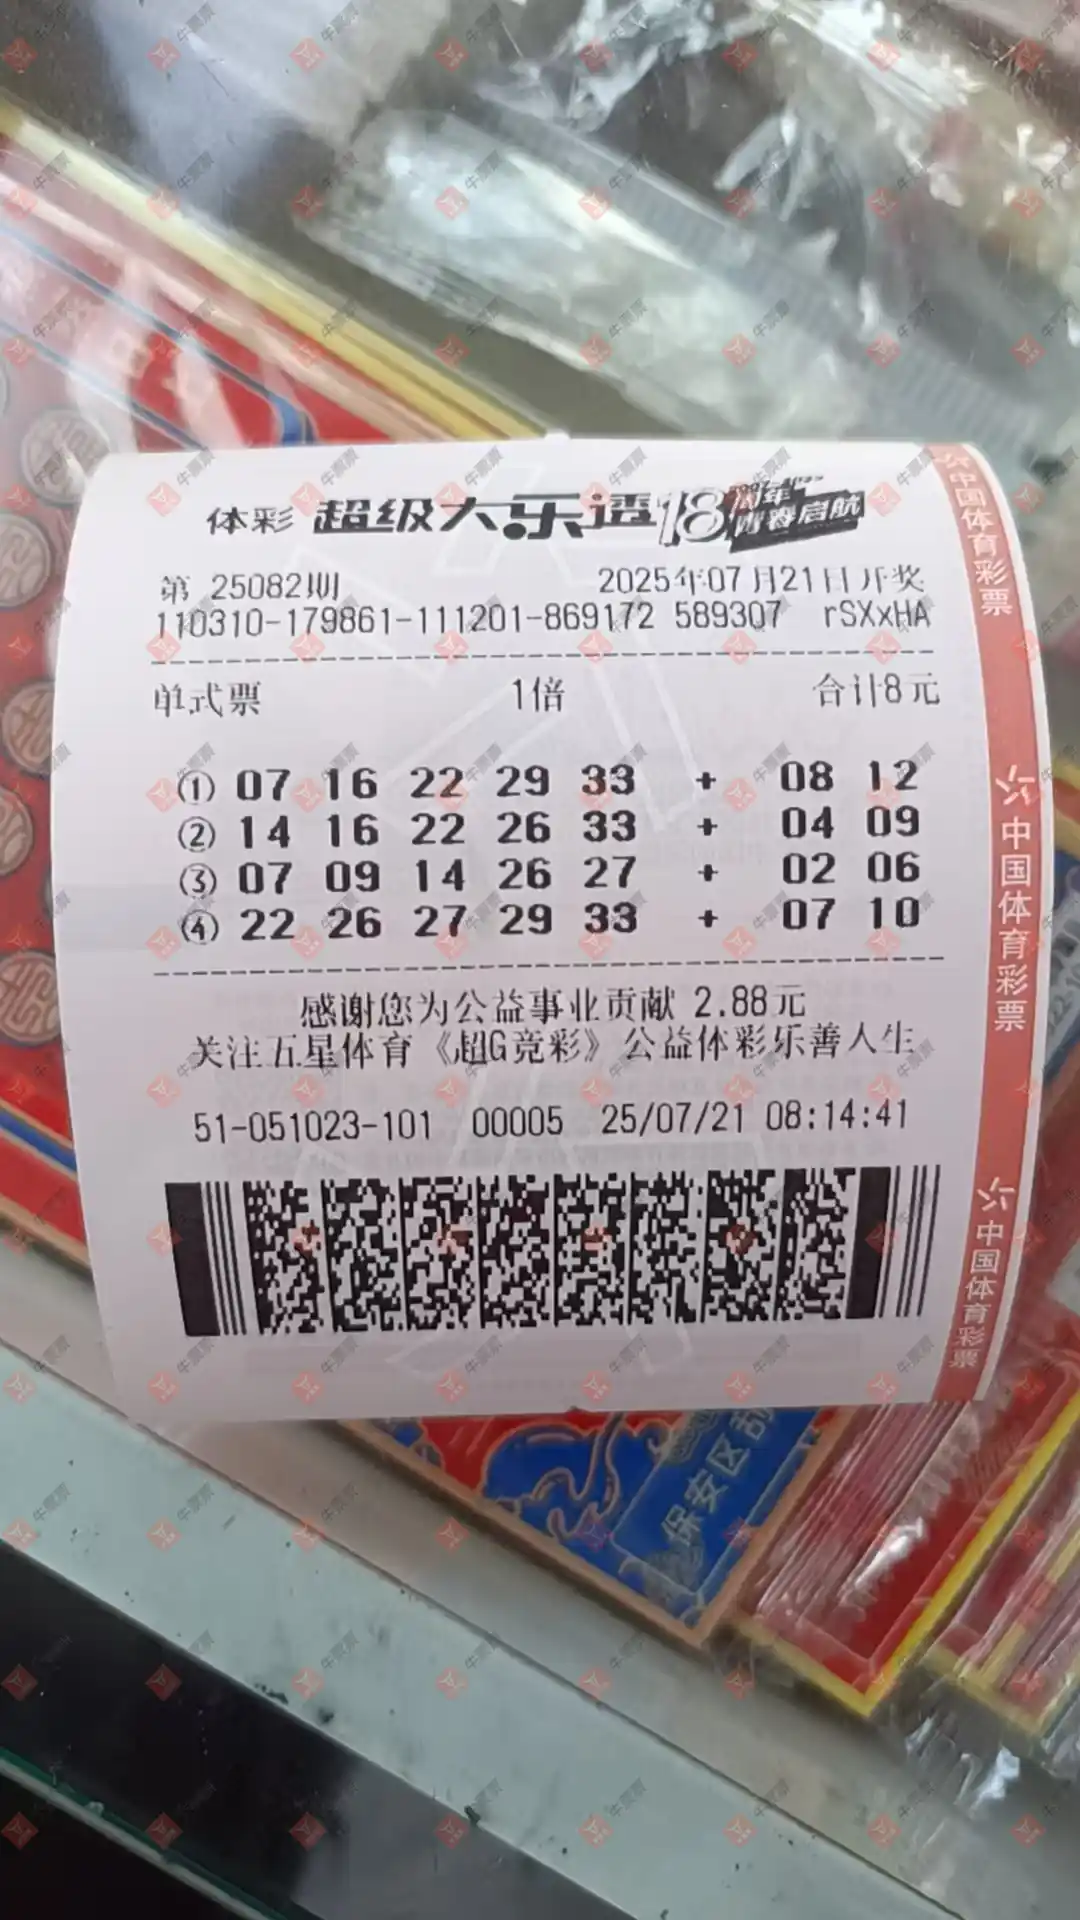 体彩 超级大乐透 18周年 青春启航
第 25082期 2025年07月21日开奖
110310-179861-111201-869172 589307 rSXxHA
单式票 1倍 合计8元
① 07 16 22 29 33 + 08 12
② 14 16 22 26 33 + 04 09
③ 07 09 14 26 27 + 02 06
④ 22 26 27 29 33 + 07 10
感谢您为公益事业贡献 2.88元
关注五星体育《超G竞彩》公益体彩乐善人生
51-051023-101 00005 25/07/21 08:14:41
中国体育彩票
中国体育彩票
中国体育彩票
保安区刮
牛票票